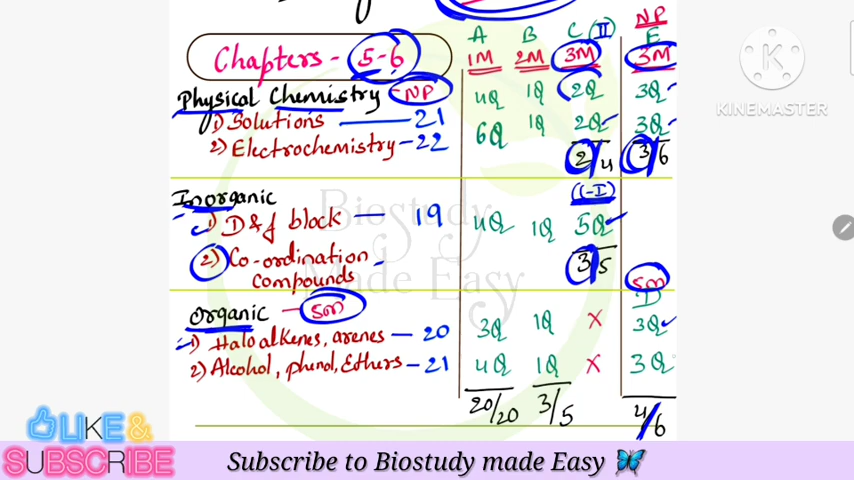 NP
A B C (II) E
Chapters - 5-6 1M 2M 3M 3M
Physical Chemistry - NP 4Q 1Q 2Q 3Q
1) Solutions — 21 6Q 1Q 2Q 3Q
2) Electrochemistry - 22 2/4 3/6
Inorganic (-I)
1) D & f block — 19 4Q 1Q 5Q
2) Co-ordination 3/5
compounds - 5m
Organic - 5m D
1) Haloalkenes, arenes — 20 3Q 1Q X 3Q
2) Alcohol, phenol, Ethers - 21 4Q 1Q X 3Q
20/20 3/5 4/6
Biostudy
Made Easy
KINEMASTER
LIKE &
SUBSCRIBE
Subscribe to Biostudy made Easy